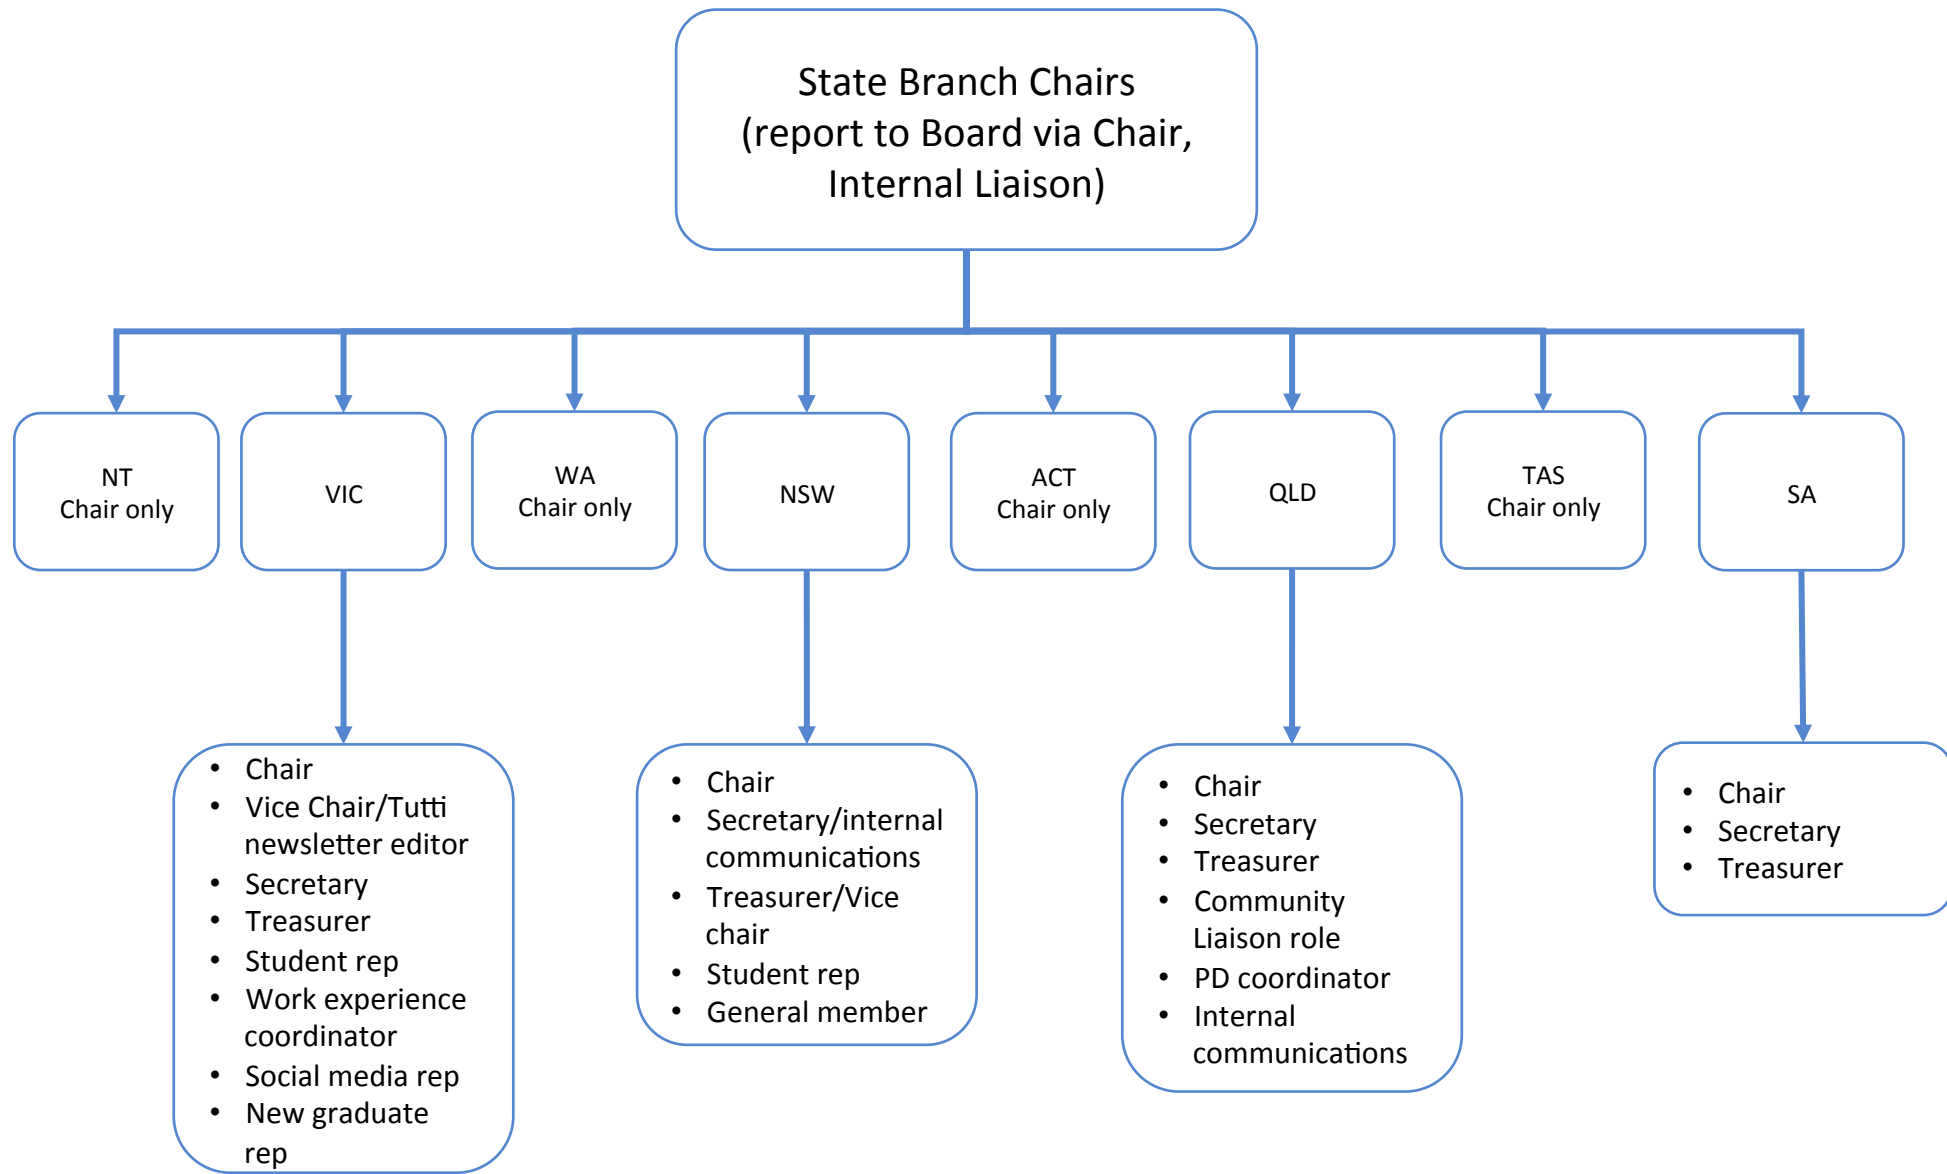 State Branch Chairs
(report to Board via Chair,
Internal Liaison)
NT
Chair only
VIC
WA
Chair only
NSW
ACT
Chair only
QLD
TAS
Chair only
SA
• Chair
• Vice Chair/Tutti
newsletter editor
• Secretary
• Treasurer
• Student rep
• Work experience
coordinator
• Social media rep
• New graduate
rep
• Chair
• Secretary/internal
communications
• Treasurer/Vice
chair
• Student rep
• General member
• Chair
• Secretary
• Treasurer
• Community
Liaison role
• PD coordinator
• Internal
communications
• Chair
• Secretary
• Treasurer